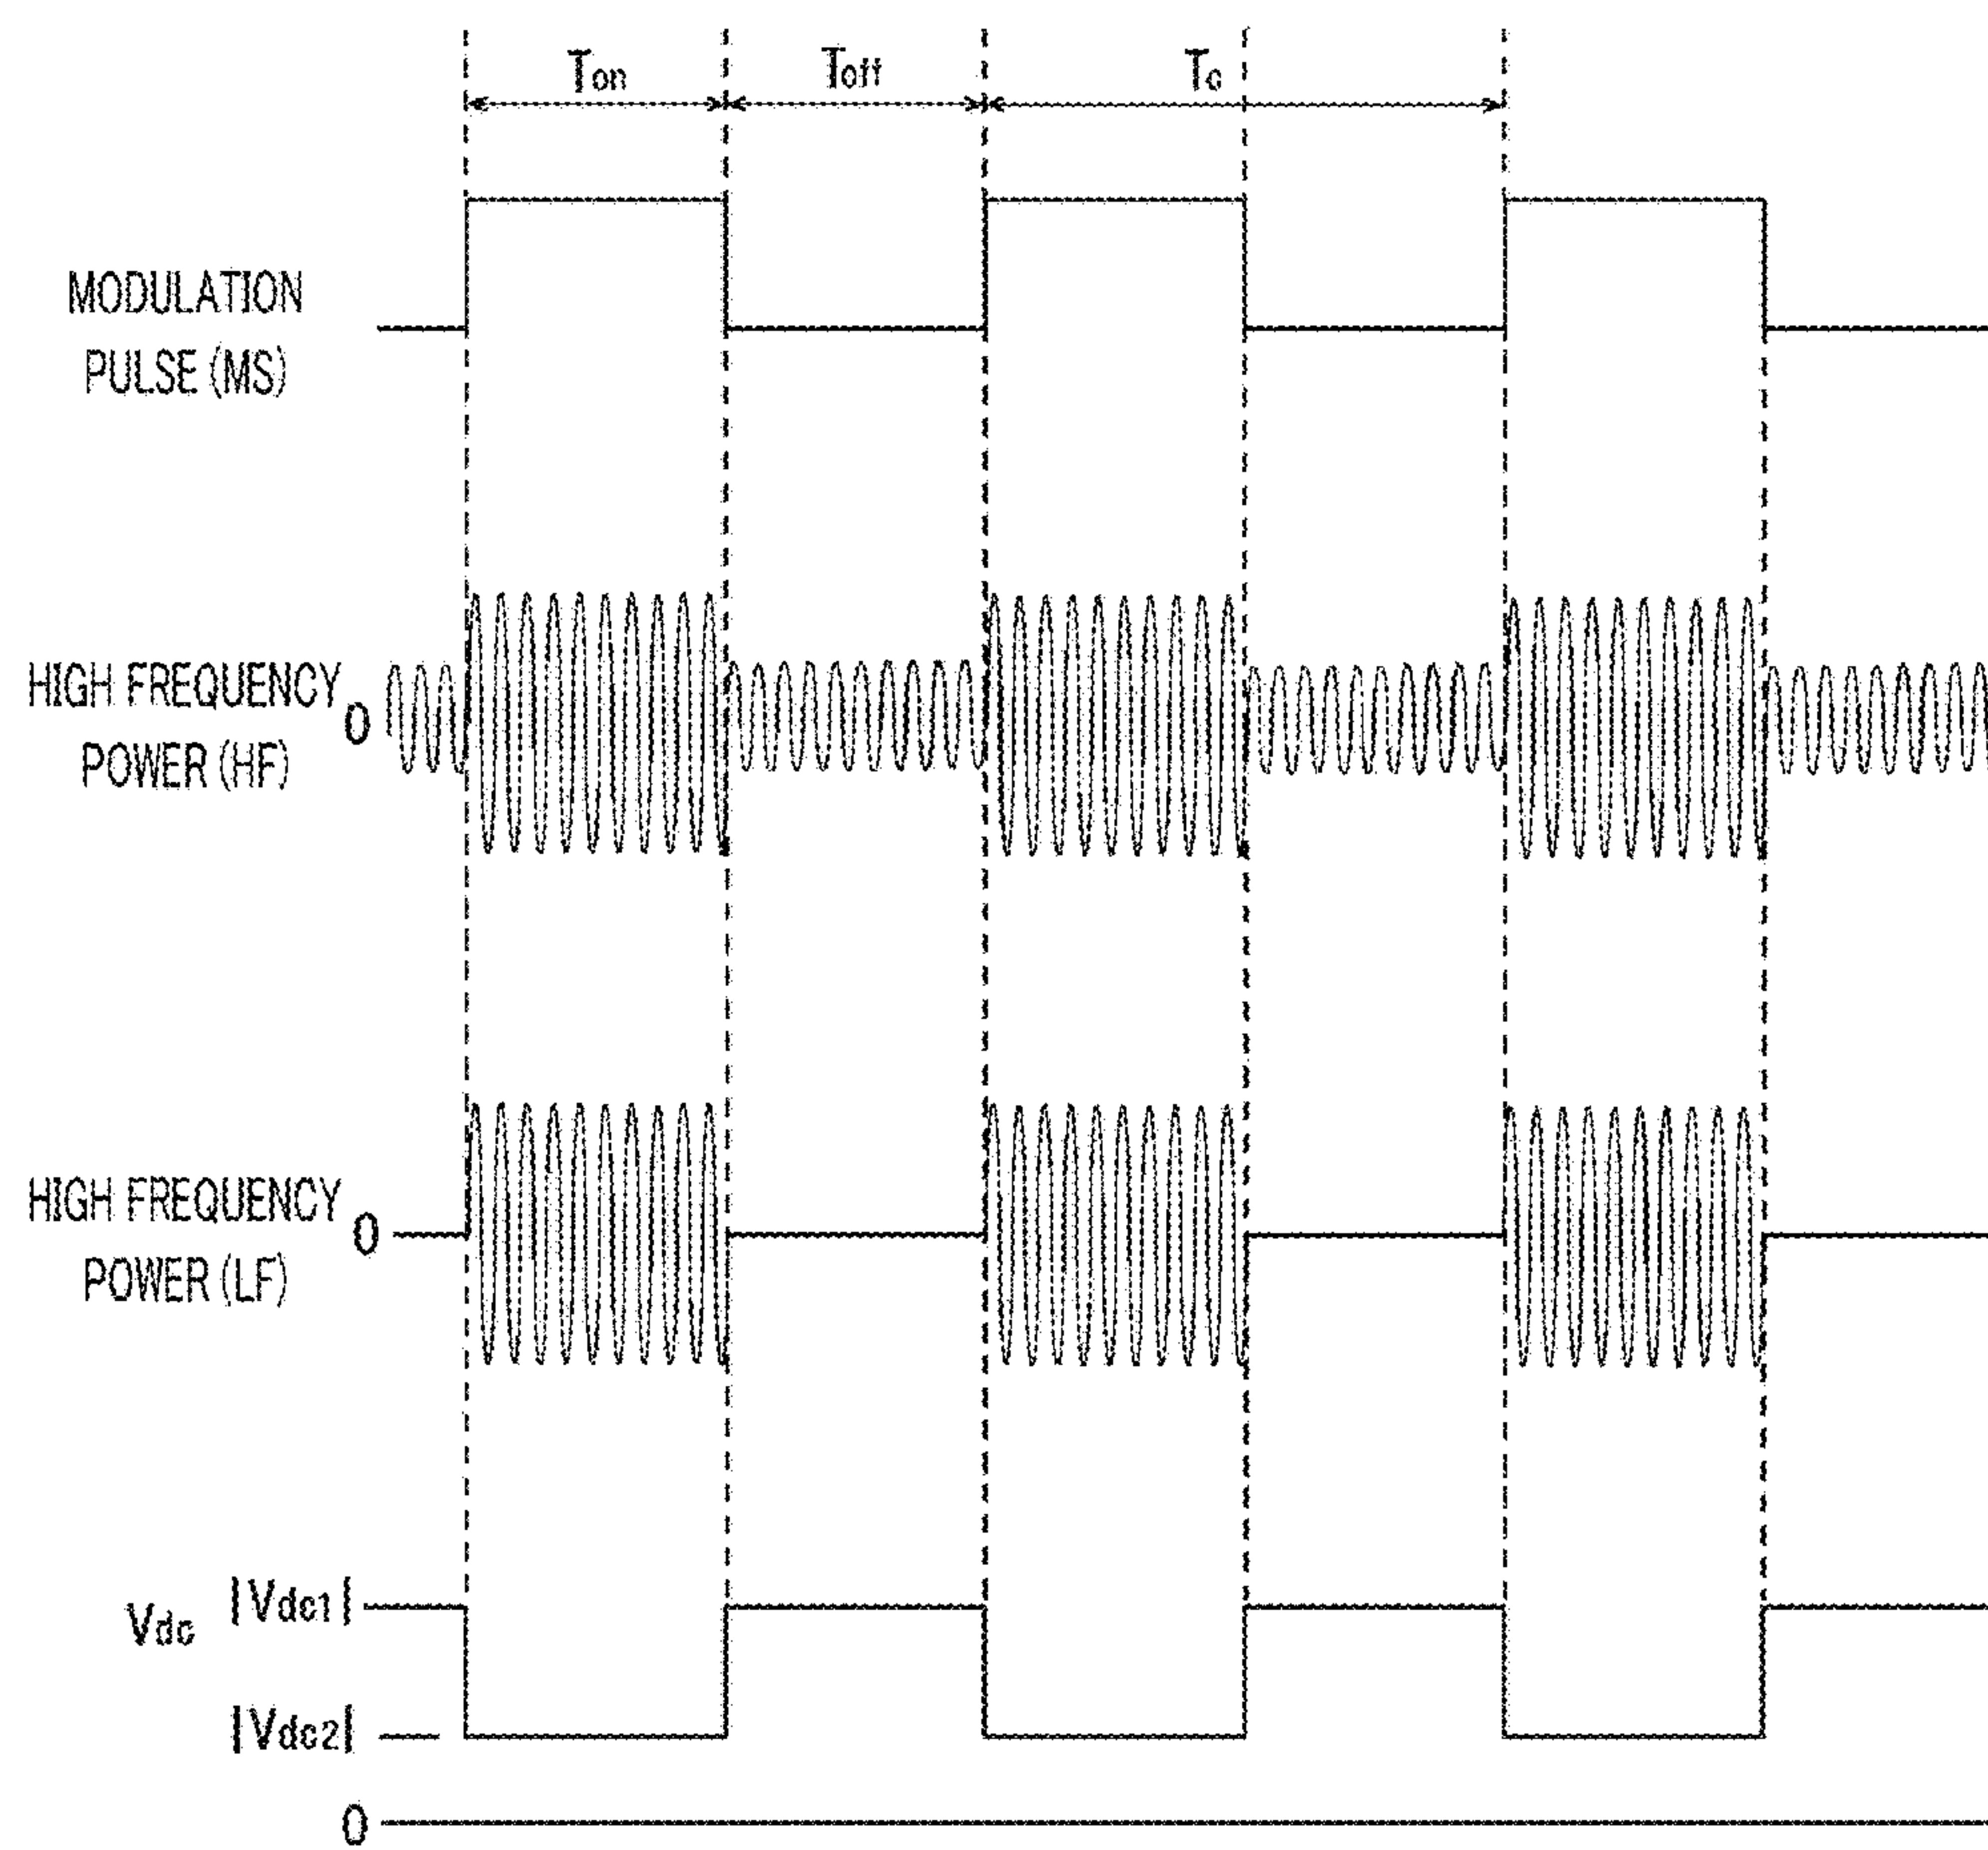 Ton Toff Tc
MODULATION
PULSE (MS)
HIGH FREQUENCY
POWER (HF)
0
HIGH FREQUENCY
POWER (LF)
0
Vdc
|Vdc1|
|Vdc2|
0